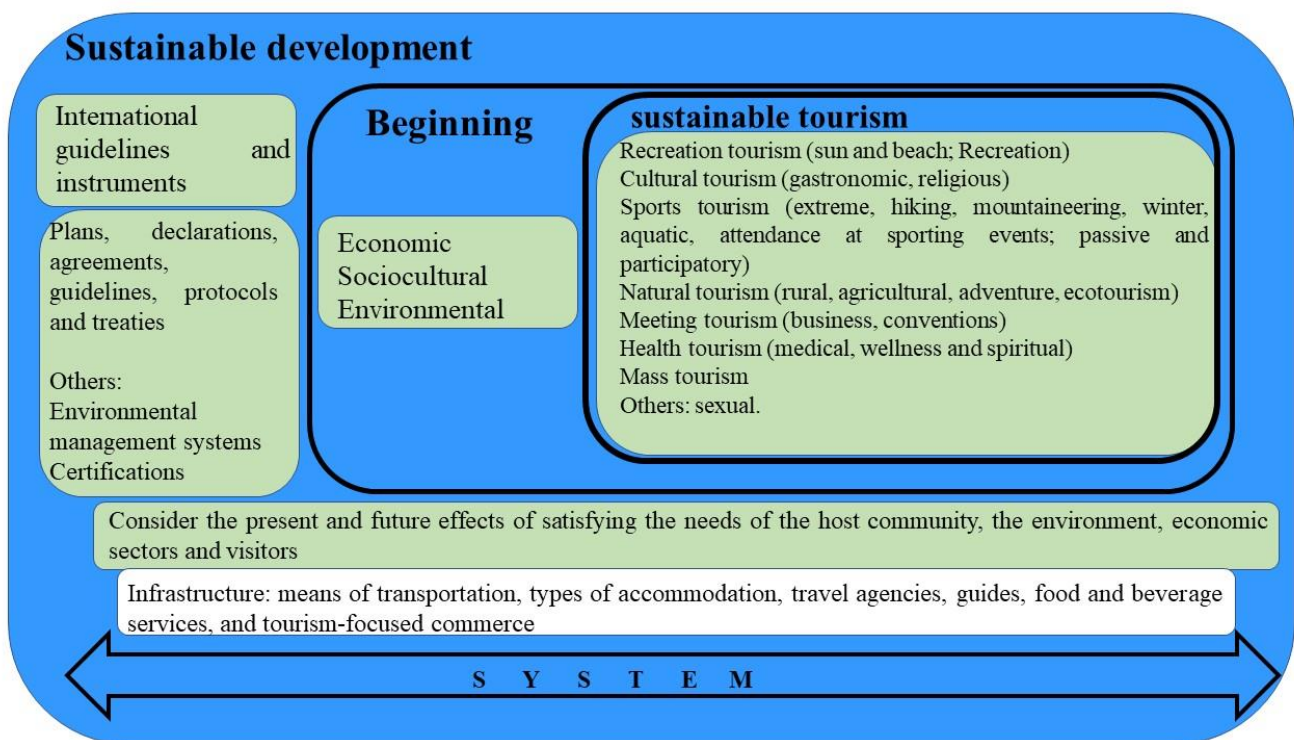 Sustainable development
International
guidelines and
instruments
Plans, declarations,
agreements,
guidelines, protocols
and treaties
Others:
Environmental
management systems
Certifications
Beginning
Economic
Sociocultural
Environmental
sustainable tourism
Recreation tourism (sun and beach; Recreation)
Cultural tourism (gastronomic, religious)
Sports tourism (extreme, hiking, mountaineering, winter,
aquatic, attendance at sporting events; passive and
participatory)
Natural tourism (rural, agricultural, adventure, ecotourism)
Meeting tourism (business, conventions)
Health tourism (medical, wellness and spiritual)
Mass tourism
Others: sexual.
Consider the present and future effects of satisfying the needs of the host community, the environment, economic
sectors and visitors
Infrastructure: means of transportation, types of accommodation, travel agencies, guides, food and beverage
services, and tourism-focused commerce
S Y S T E M